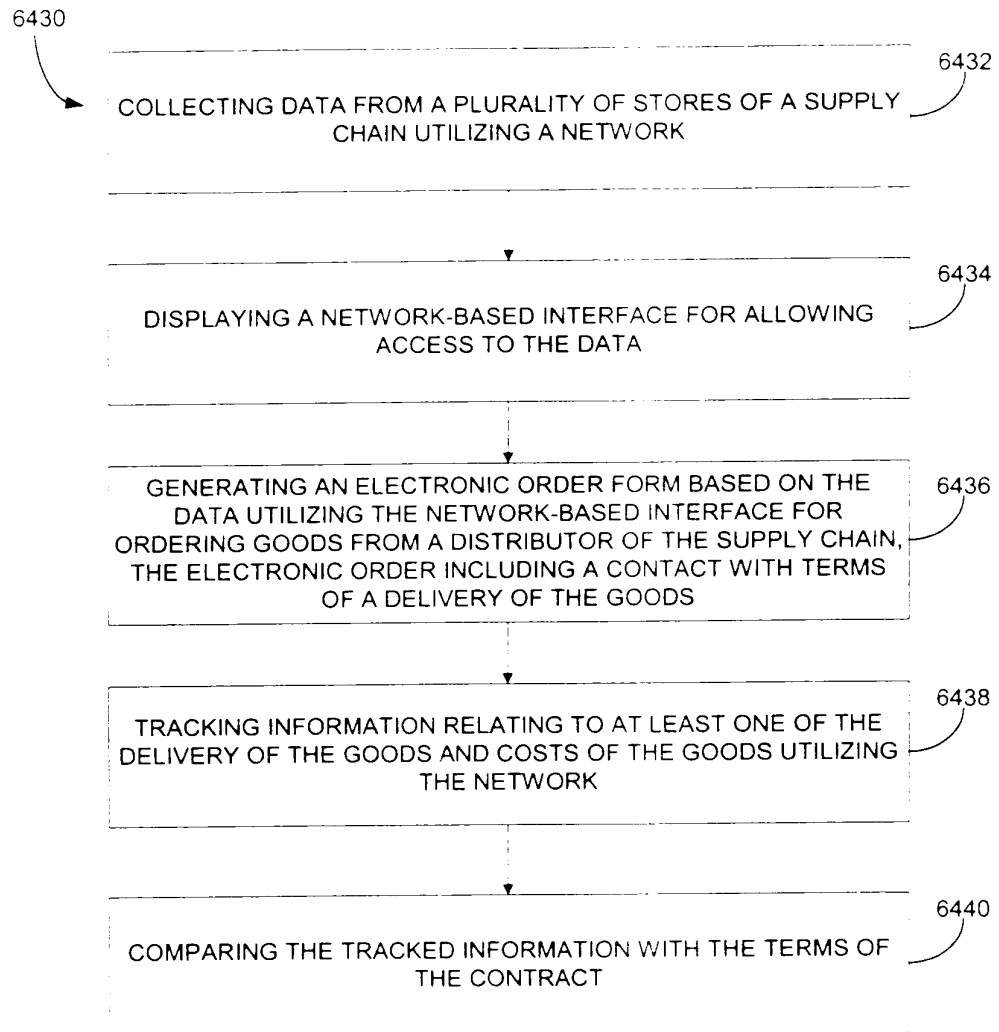 6430
6432
COLLECTING DATA FROM A PLURALITY OF STORES OF A SUPPLY
CHAIN UTILIZING A NETWORK
6434
DISPLAYING A NETWORK-BASED INTERFACE FOR ALLOWING
ACCESS TO THE DATA
6436
GENERATING AN ELECTRONIC ORDER FORM BASED ON THE
DATA UTILIZING THE NETWORK-BASED INTERFACE FOR
ORDERING GOODS FROM A DISTRIBUTOR OF THE SUPPLY CHAIN,
THE ELECTRONIC ORDER INCLUDING A CONTACT WITH TERMS
OF A DELIVERY OF THE GOODS
6438
TRACKING INFORMATION RELATING TO AT LEAST ONE OF THE
DELIVERY OF THE GOODS AND COSTS OF THE GOODS UTILIZING
THE NETWORK
6440
COMPARING THE TRACKED INFORMATION WITH THE TERMS OF
THE CONTRACT